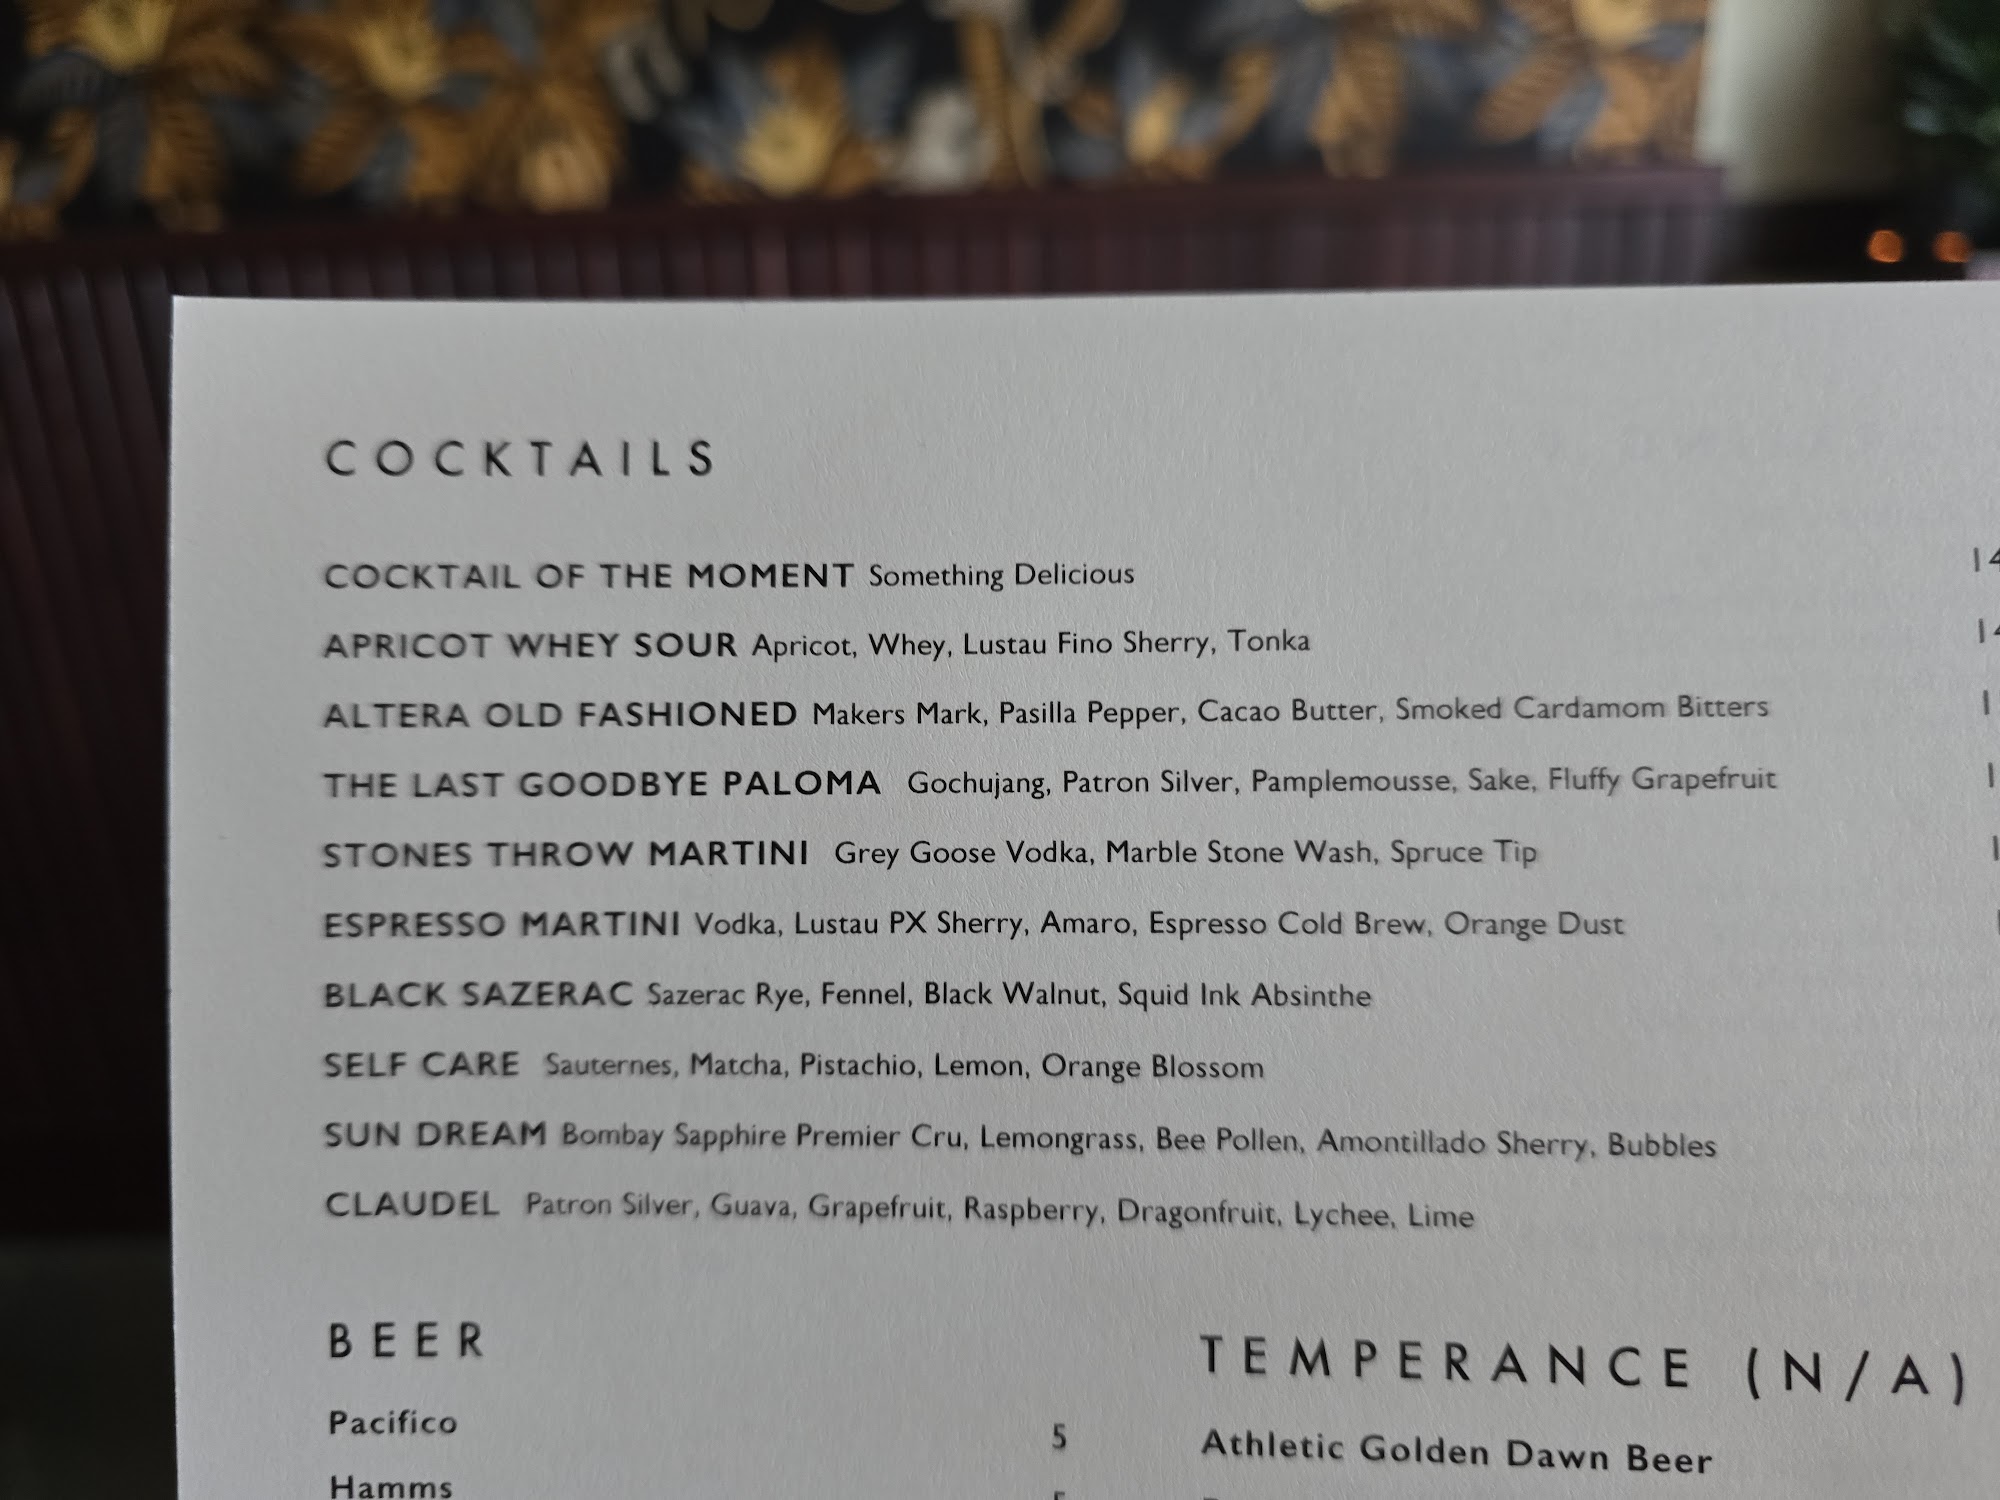 COCKTAILS
COCKTAIL OF THE MOMENT Something Delicious 14
APRICOT WHEY SOUR Apricot, Whey, Lustau Fino Sherry, Tonka
ALTERA OLD FASHIONED Makers Mark, Pasilla Pepper, Cacao Butter, Smoked Cardamom Bitters
THE LAST GOODBYE PALOMA Gochujang, Patron Silver, Pamplemousse, Sake, Fluffy Grapefruit
STONES THROW MARTINI Grey Goose Vodka, Marble Stone Wash, Spruce Tip
ESPRESSO MARTINI Vodka, Lustau PX Sherry, Amaro, Espresso Cold Brew, Orange Dust
BLACK SAZERAC Sazerac Rye, Fennel, Black Walnut, Squid Ink Absinthe
SELF CARE Sauternes, Matcha, Pistachio, Lemon, Orange Blossom
SUN DREAM Bombay Sapphire Premier Cru, Lemongrass, Bee Pollen, Amontillado Sherry, Bubbles
CLAUDEL Patron Silver, Guava, Grapefruit, Raspberry, Dragonfruit, Lychee, Lime
BEER
Pacifico 5
Hamms
TEMPERANCE (N/A)
Athletic Golden Dawn Beer